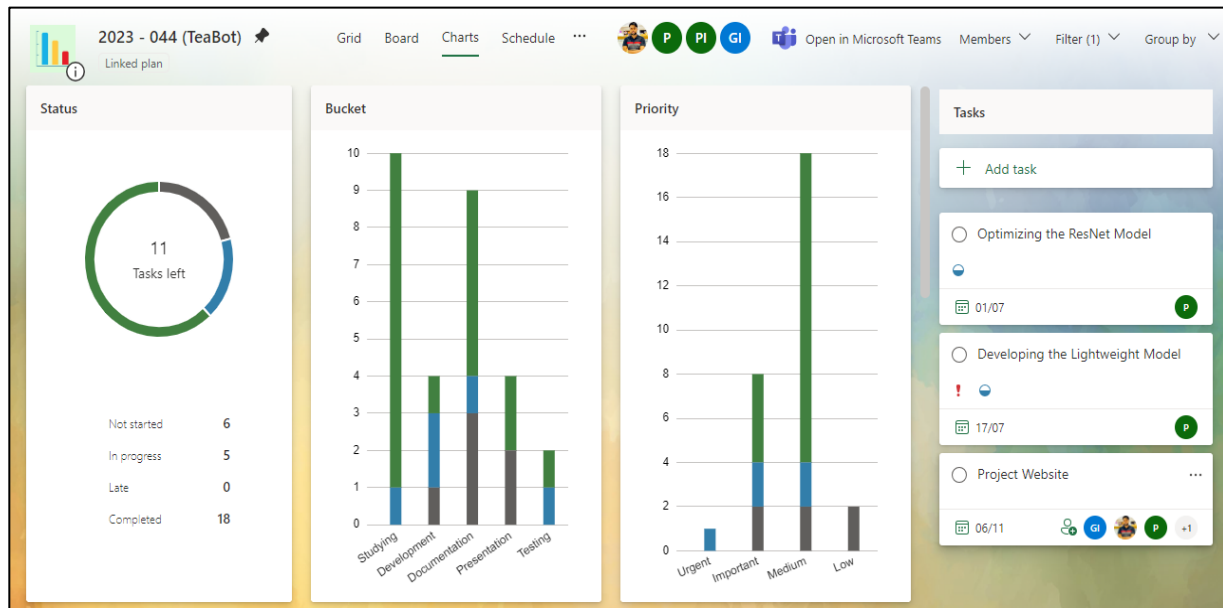 2023 - 044 (TeaBot)
Linked plan
Grid Board Charts Schedule ···
P PI GI
Open in Microsoft Teams Members Filter (1) Group by
Status
11
Tasks left
Not started 6
In progress 5
Late 0
Completed 18
Bucket
10
9
8
7
6
5
4
3
2
1
0
Studying Development Documentation Presentation Testing
Priority
18
16
14
12
10
8
6
4
2
0
Urgent Important Medium Low
Tasks
+ Add task
Optimizing the ResNet Model
01/07 P
Developing the Lightweight Model
!
17/07 P
Project Website ···
06/11 GI P +1